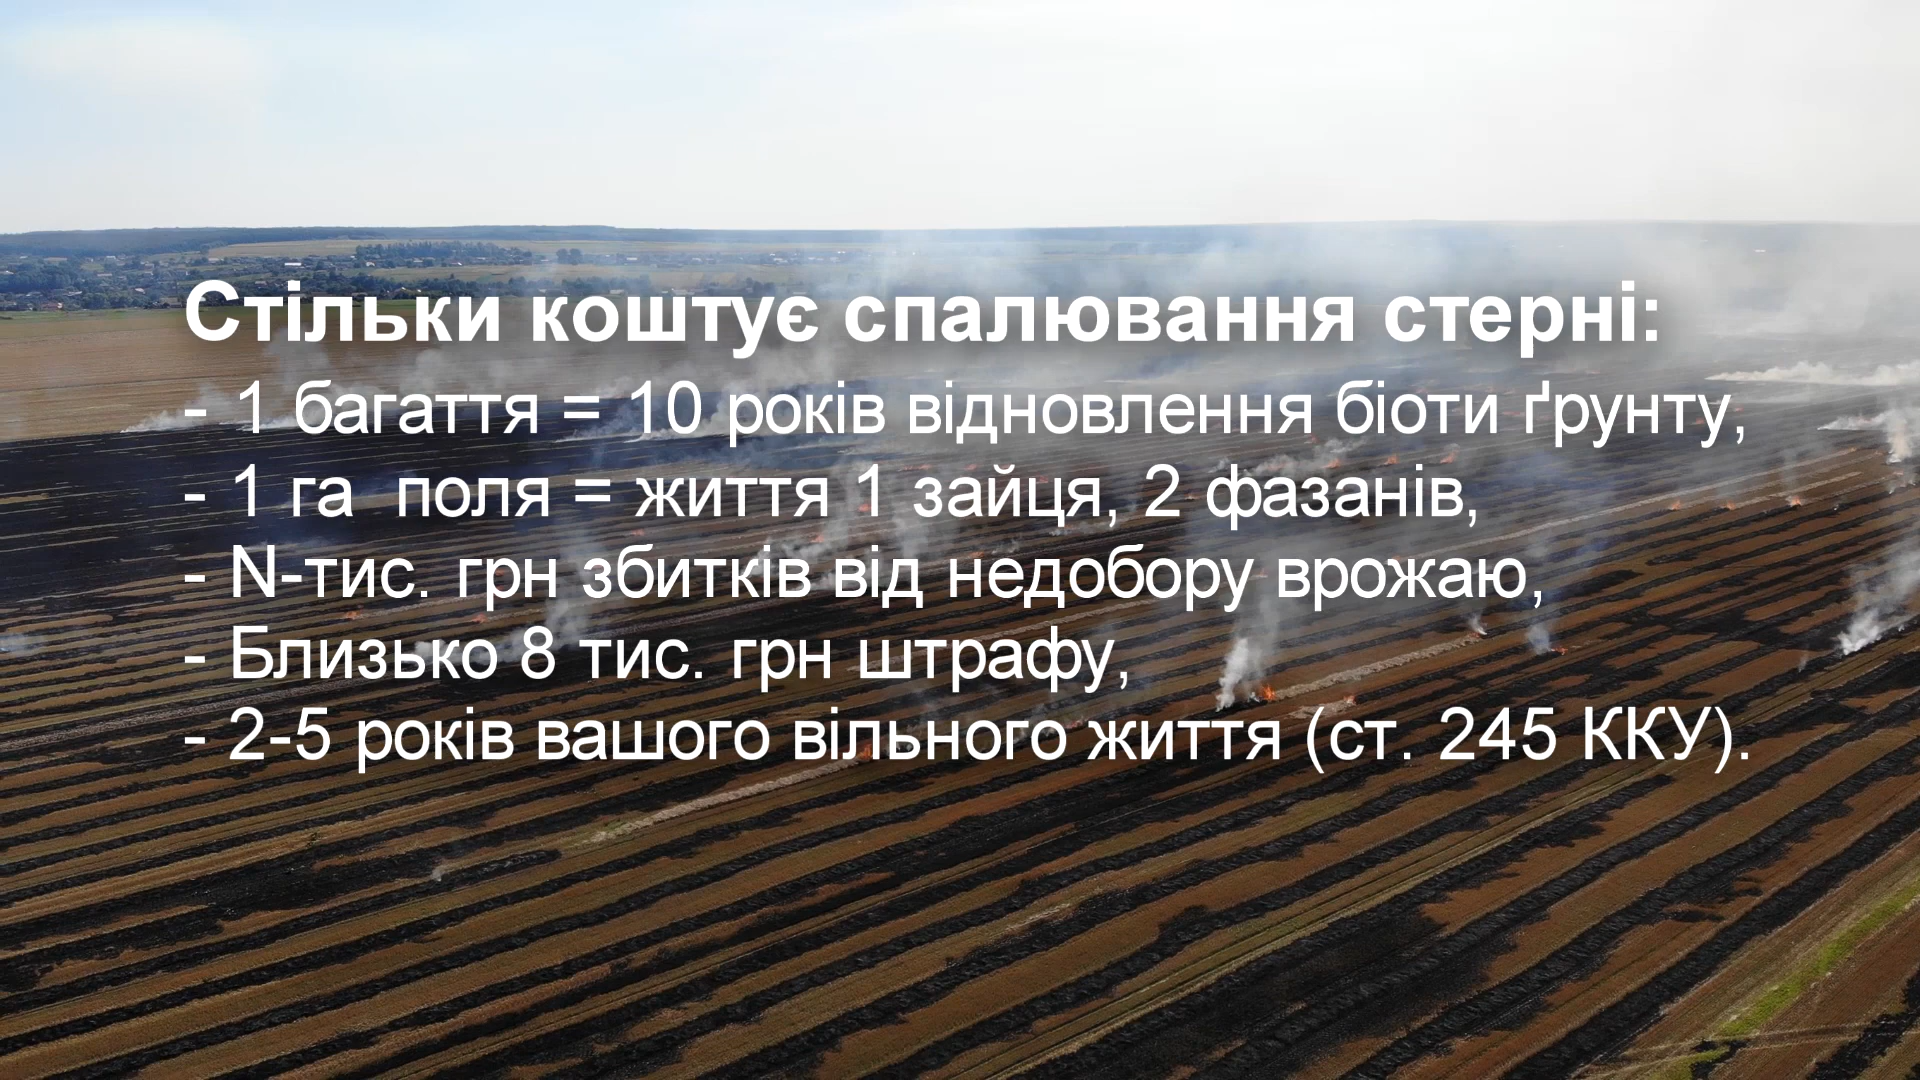 Стільки коштує спалювання стерні:
- 1 багаття = 10 років відновлення біоти ґрунту,
- 1 га  поля = життя 1 зайця, 2 фазанів,
- N-тис. грн збитків від недобору врожаю,
- Близько 8 тис. грн штрафу,
- 2-5 років вашого вільного життя (ст. 245 ККУ).